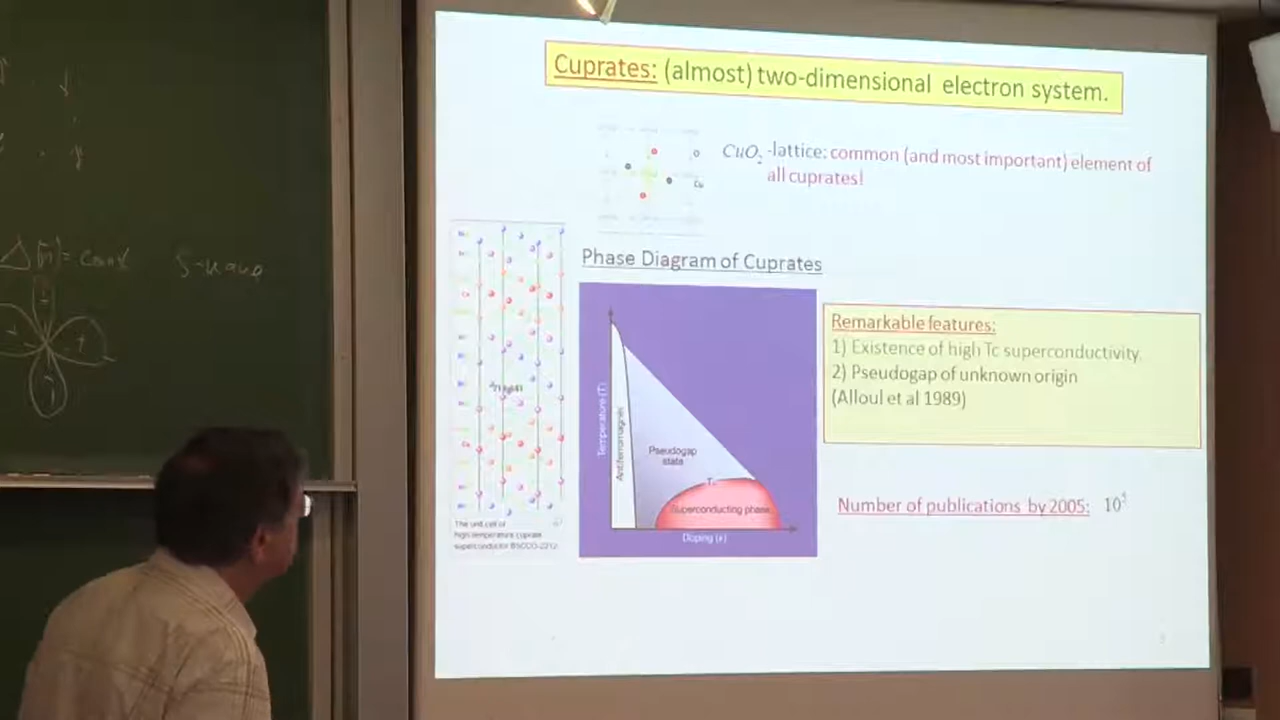 Cuprates: (almost) two-dimensional electron system.
CuO₂ -lattice: common (and most important) element of
all cuprates!
Cu
Phase Diagram of Cuprates
Temperature (T)
Antiferromagnet
Pseudogap
state
Tc
Superconducting phase
Doping (x)
Remarkable features:
1) Existence of high Tc superconductivity
2) Pseudogap of unknown origin
(Alloul et al 1989)
Number of publications by 2005: 10⁵
The unit cell of
high-temperature cuprate
superconductor BSCCO-2212
= const s-wave